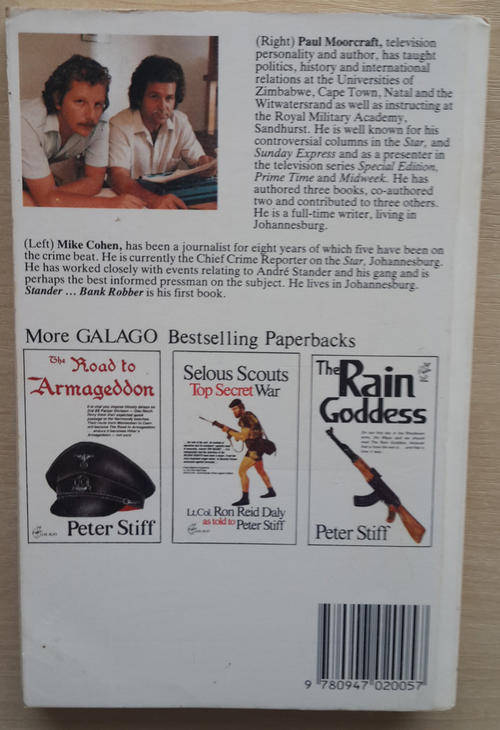 (Right) Paul Moorcraft, television
personality and author, has taught
politics, history and international
relations at the Universities of
Zimbabwe, Cape Town, Natal and the
Witwatersrand as well as instructing at
the Royal Military Academy,
Sandhurst. He is well known for his
controversial columns in the Star, and
Sunday Express and as a presenter in
the television series Special Edition,
Prime Time and Midweek. He has
authored three books, co-authored
two and contributed to three others.
He is a full-time writer, living in
Johannesburg.
(Left) Mike Cohen, has been a journalist for eight years of which five have been on
the crime beat. He is currently the Chief Crime Reporter on the Star, Johannesburg.
He has worked closely with events relating to André Stander and his gang and is
perhaps the best informed pressman on the subject. He lives in Johannesburg.
Stander ... Bank Robber is his first book.
More GALAGO Bestselling Paperbacks
The Road to
Armageddon
Peter Stiff
Selous Scouts
Top Secret War
Lt.Col. Ron Reid Daly
as told to Peter Stiff
The Rain
Goddess
Peter Stiff
9 780947 020057